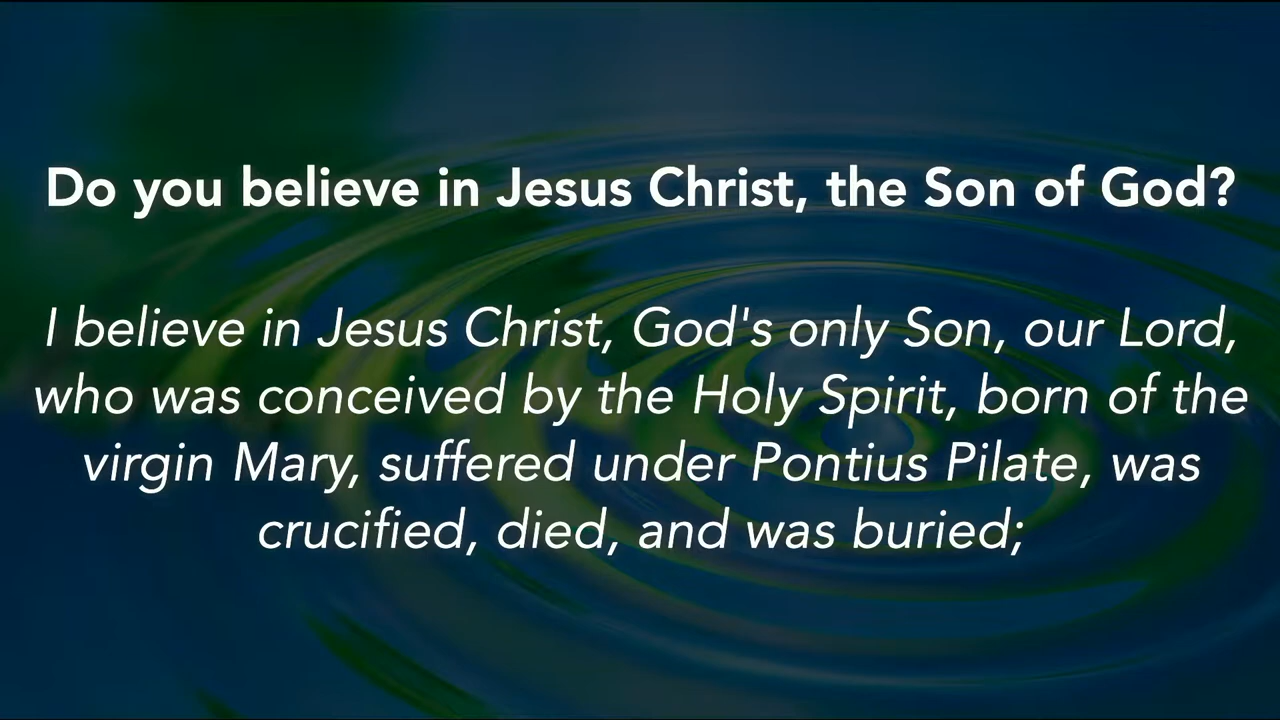 Do you believe in Jesus Christ, the Son of God?
I believe in Jesus Christ, God's only Son, our Lord,
who was conceived by the Holy Spirit, born of the
virgin Mary, suffered under Pontius Pilate, was
crucified, died, and was buried;